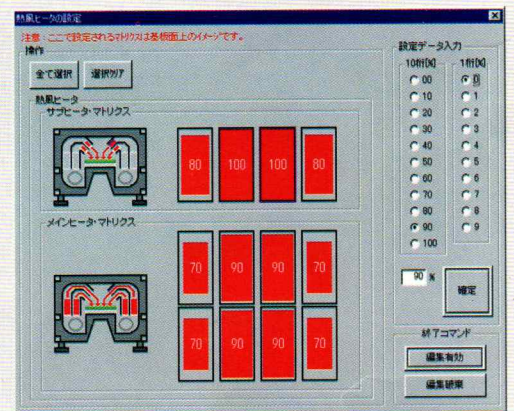 熱風ヒータの設定
注意:ここで設定されるマトリクスは基板面上のイメージです。
操作
全て選択 選択クリア
熱風ヒータ
サブヒータ・マトリクス
80 100 100 80
メインヒータ・マトリクス
70 90 90 70
70 90 90 70
設定データ入力
10桁[%] 1桁[%]
00 0
10 1
20 2
30 3
40 4
50 5
60 6
70 7
80 8
90 9
100
90 %
確定
終了コマンド
編集有効
編集破棄